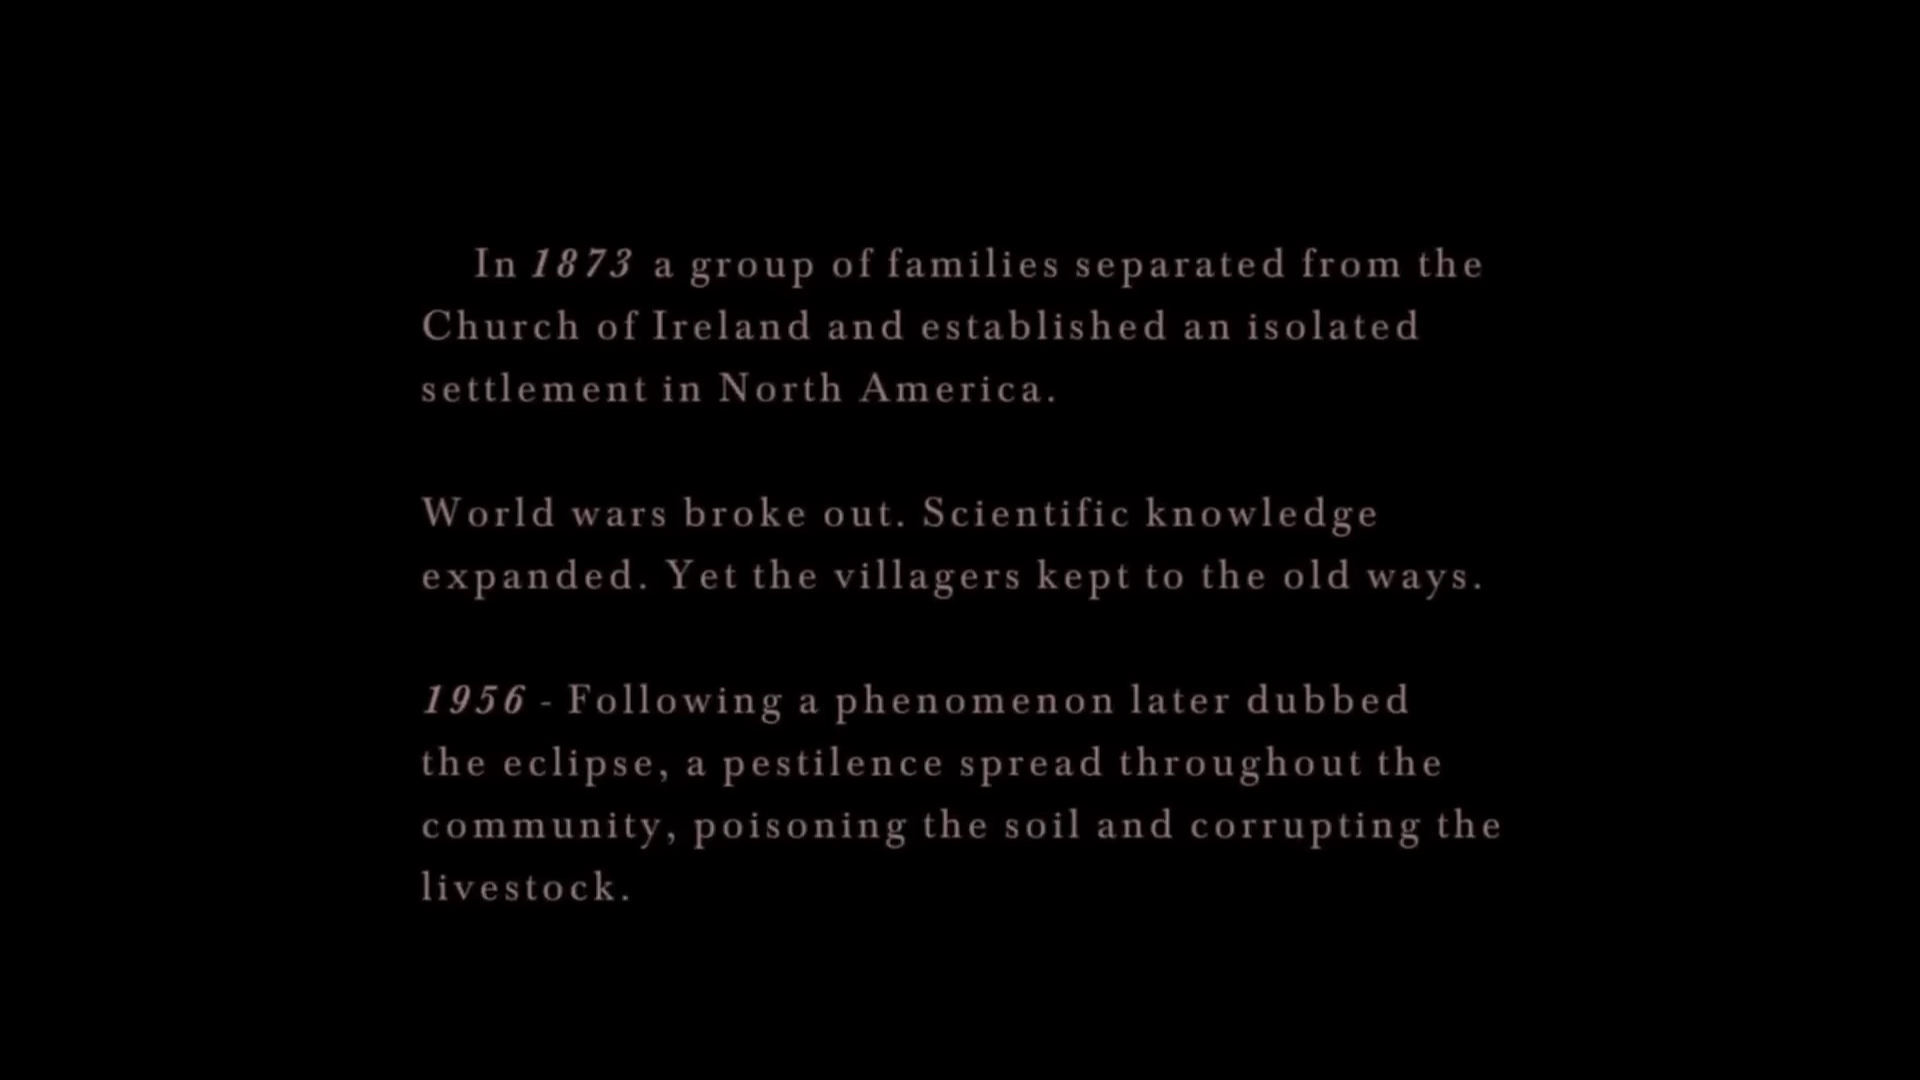 In 1873 a group of families separated from the
Church of Ireland and established an isolated
settlement in North America.
World wars broke out. Scientific knowledge
expanded. Yet the villagers kept to the old ways.
1956 - Following a phenomenon later dubbed
the eclipse, a pestilence spread throughout the
community, poisoning the soil and corrupting the
livestock.